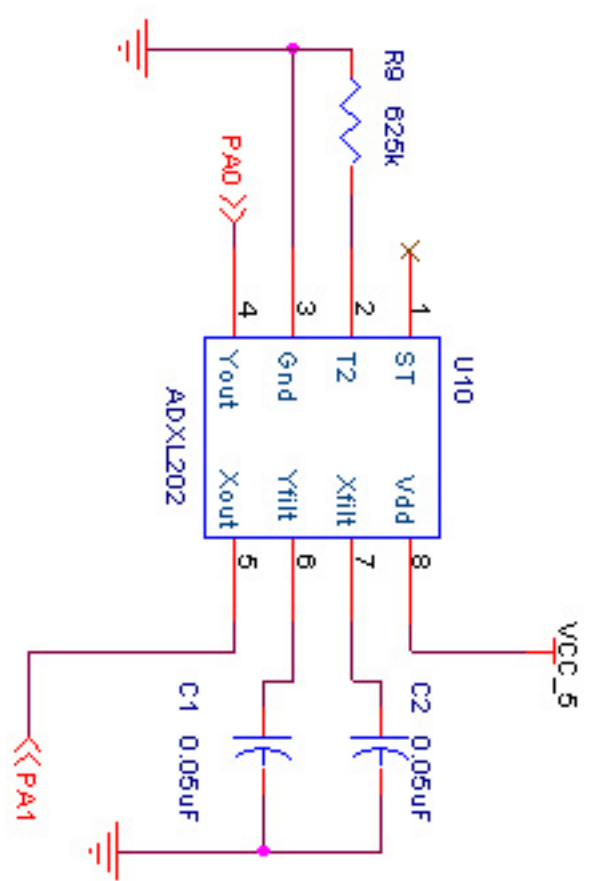 VCC_5
U10
R9 625k
1
ST
Vdd
8
C2 0.05uF
2
T2
Xfilt
7
3
Gnd
Yfilt
6
PA0
4
Yout
Xout
5
C1 0.05uF
ADXL202
PA1